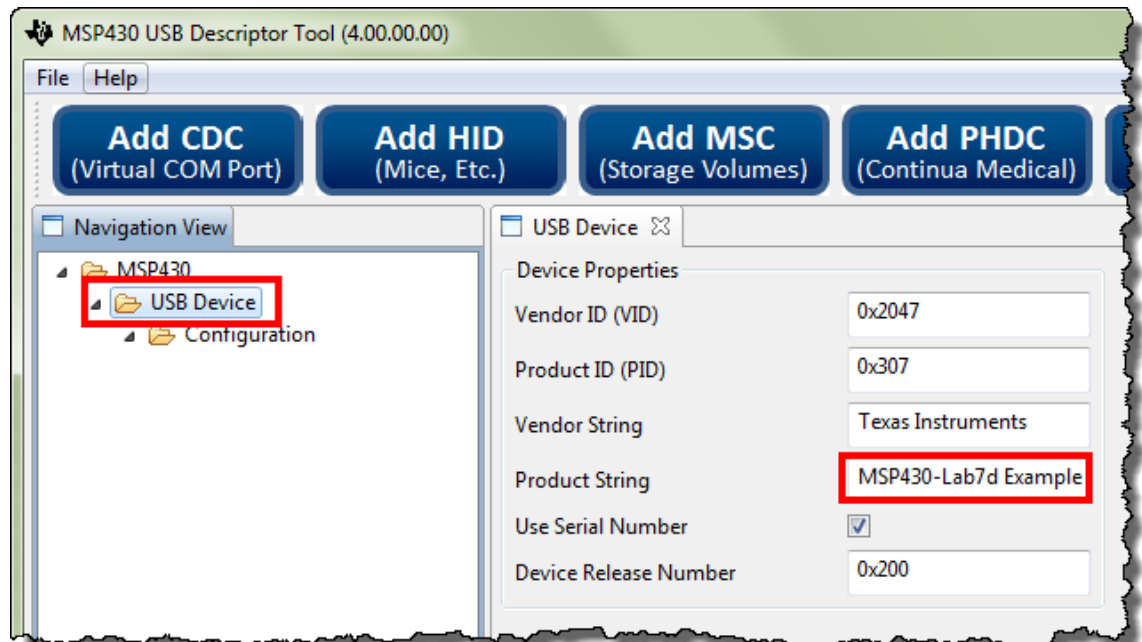 MSP430 USB Descriptor Tool (4.00.00.00)
File Help
Add CDC
(Virtual COM Port)
Add HID
(Mice, Etc.)
Add MSC
(Storage Volumes)
Add PHDC
(Continua Medical)
Navigation View
MSP430
USB Device
Configuration
USB Device
Device Properties
Vendor ID (VID) 0x2047
Product ID (PID) 0x307
Vendor String Texas Instruments
Product String MSP430-Lab7d Example
Use Serial Number
Device Release Number 0x200